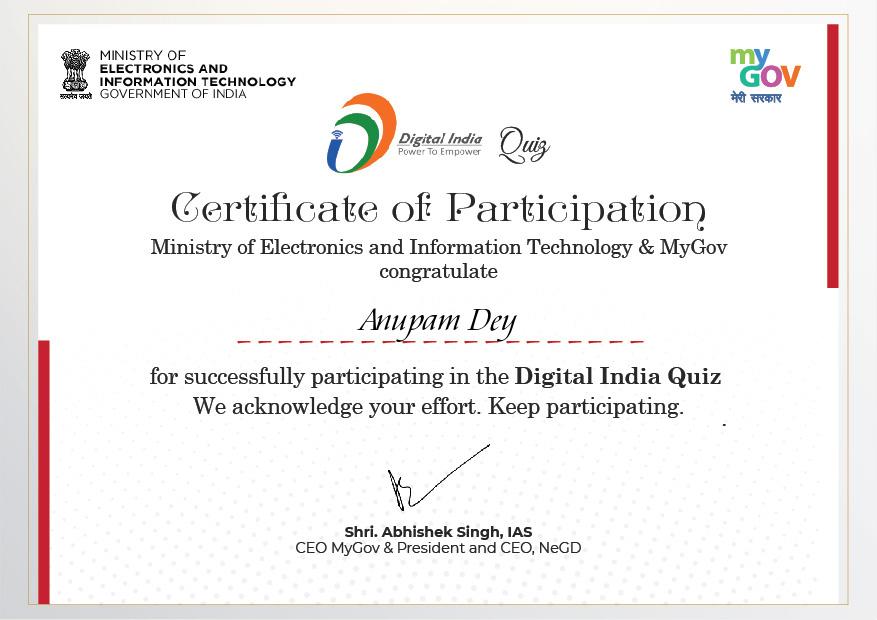 MINISTRY OF
ELECTRONICS AND
INFORMATION TECHNOLOGY
GOVERNMENT OF INDIA
सत्यमेव जयते
my
GOV
मेरी सरकार
Digital India
Power To Empower
Quiz
Certificate of Participation
Ministry of Electronics and Information Technology & MyGov
congratulate
Anupam Dey
for successfully participating in the Digital India Quiz
We acknowledge your effort. Keep participating.
Shri. Abhishek Singh, IAS
CEO MyGov & President and CEO, NeGD